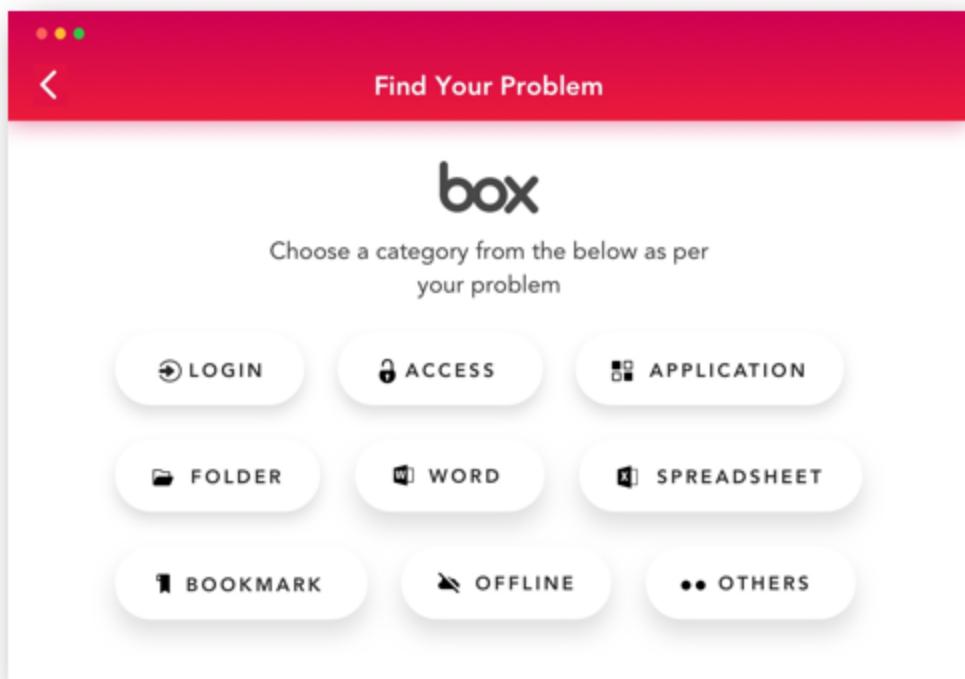 Find Your Problem
box
Choose a category from the below as per
your problem
LOGIN
ACCESS
APPLICATION
FOLDER
WORD
SPREADSHEET
BOOKMARK
OFFLINE
OTHERS